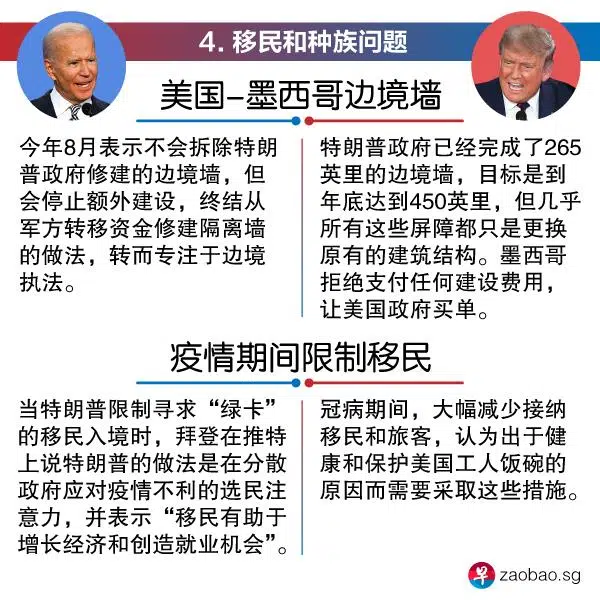 4. 移民和种族问题
美国-墨西哥边境墙
今年8月表示不会拆除特朗
普政府修建的边境墙，但
会停止额外建设，终结从
军方转移资金修建隔离墙
的做法，转而专注于边境
执法。
特朗普政府已经完成了265
英里的边境墙，目标是到
年底达到450英里，但几乎
所有这些屏障都只是更换
原有的建筑结构。墨西哥
拒绝支付任何建设费用，
让美国政府买单。
疫情期间限制移民
当特朗普限制寻求“绿卡”
的移民入境时，拜登在推特
上说特朗普的做法是在分散
政府应对疫情不利的选民注
意力，并表示“移民有助于
增长经济和创造就业机会”。
冠病期间，大幅减少接纳
移民和旅客，认为出于健
康和保护美国工人饭碗的
原因而需要采取这些措施。
早 zaobao.sg